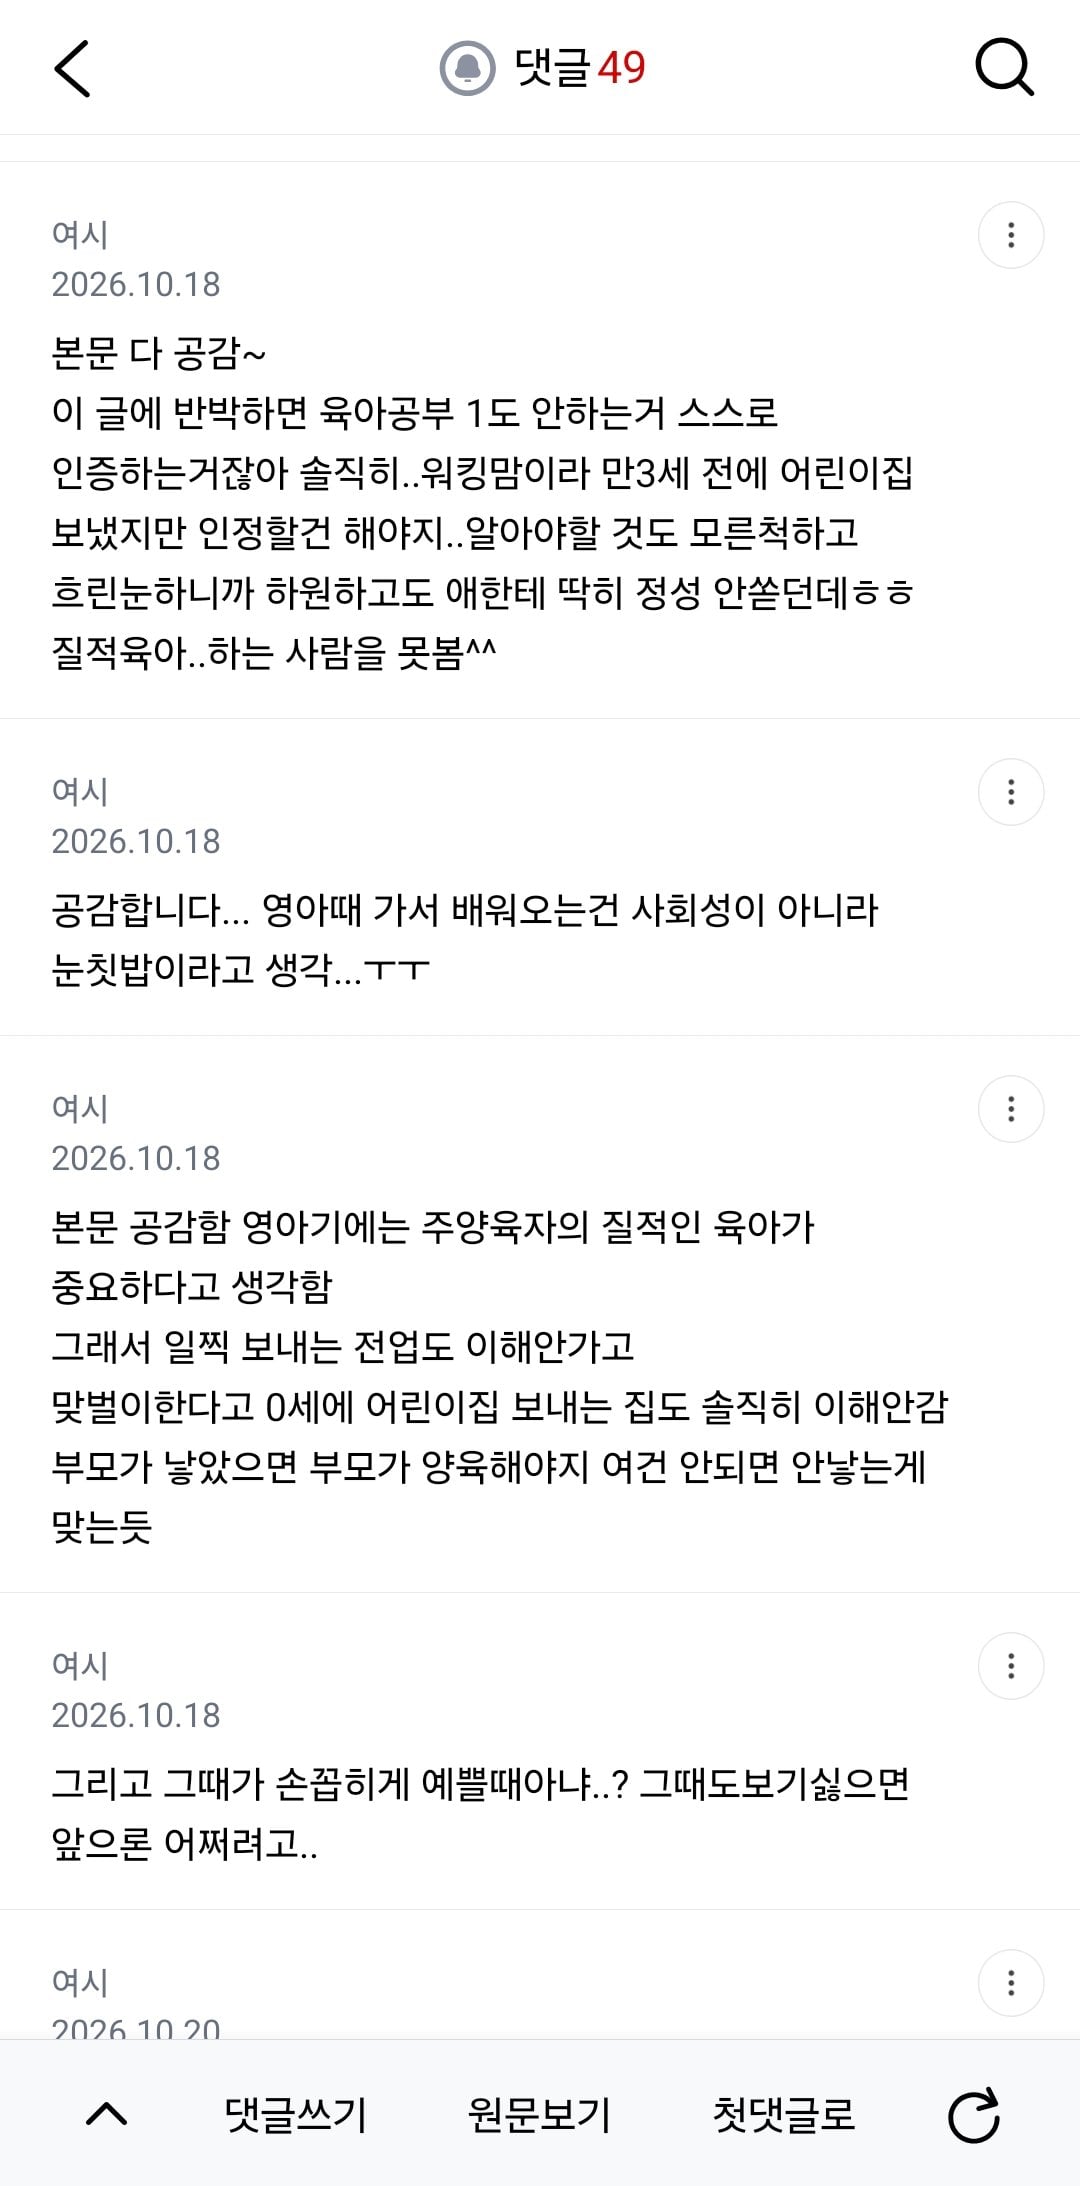 댓글 49
여시
2026.10.18
본문 다 공감~
이 글에 반박하면 육아공부 1도 안하는거 스스로
인증하는거잖아 솔직히..워킹맘이라 만3세 전에 어린이집
보냈지만 인정할건 해야지..알아야할 것도 모른척하고
흐린눈하니까 하원하고도 애한테 딱히 정성 안쏟던데ㅎㅎ
질적육아..하는 사람을 못봄^^
여시
2026.10.18
공감합니다... 영아때 가서 배워오는건 사회성이 아니라
눈칫밥이라고 생각...ㅜㅜ
여시
2026.10.18
본문 공감함 영아기에는 주양육자의 질적인 육아가
중요하다고 생각함
그래서 일찍 보내는 전업도 이해안가고
맞벌이한다고 0세에 어린이집 보내는 집도 솔직히 이해안감
부모가 낳았으면 부모가 양육해야지 여건 안되면 안낳는게
맞는듯
여시
2026.10.18
그리고 그때가 손꼽히게 예쁠때아냐..? 그때도보기싫으면
앞으론 어쩌려고..
여시
2026.10.20
댓글쓰기 원문보기 첫댓글로